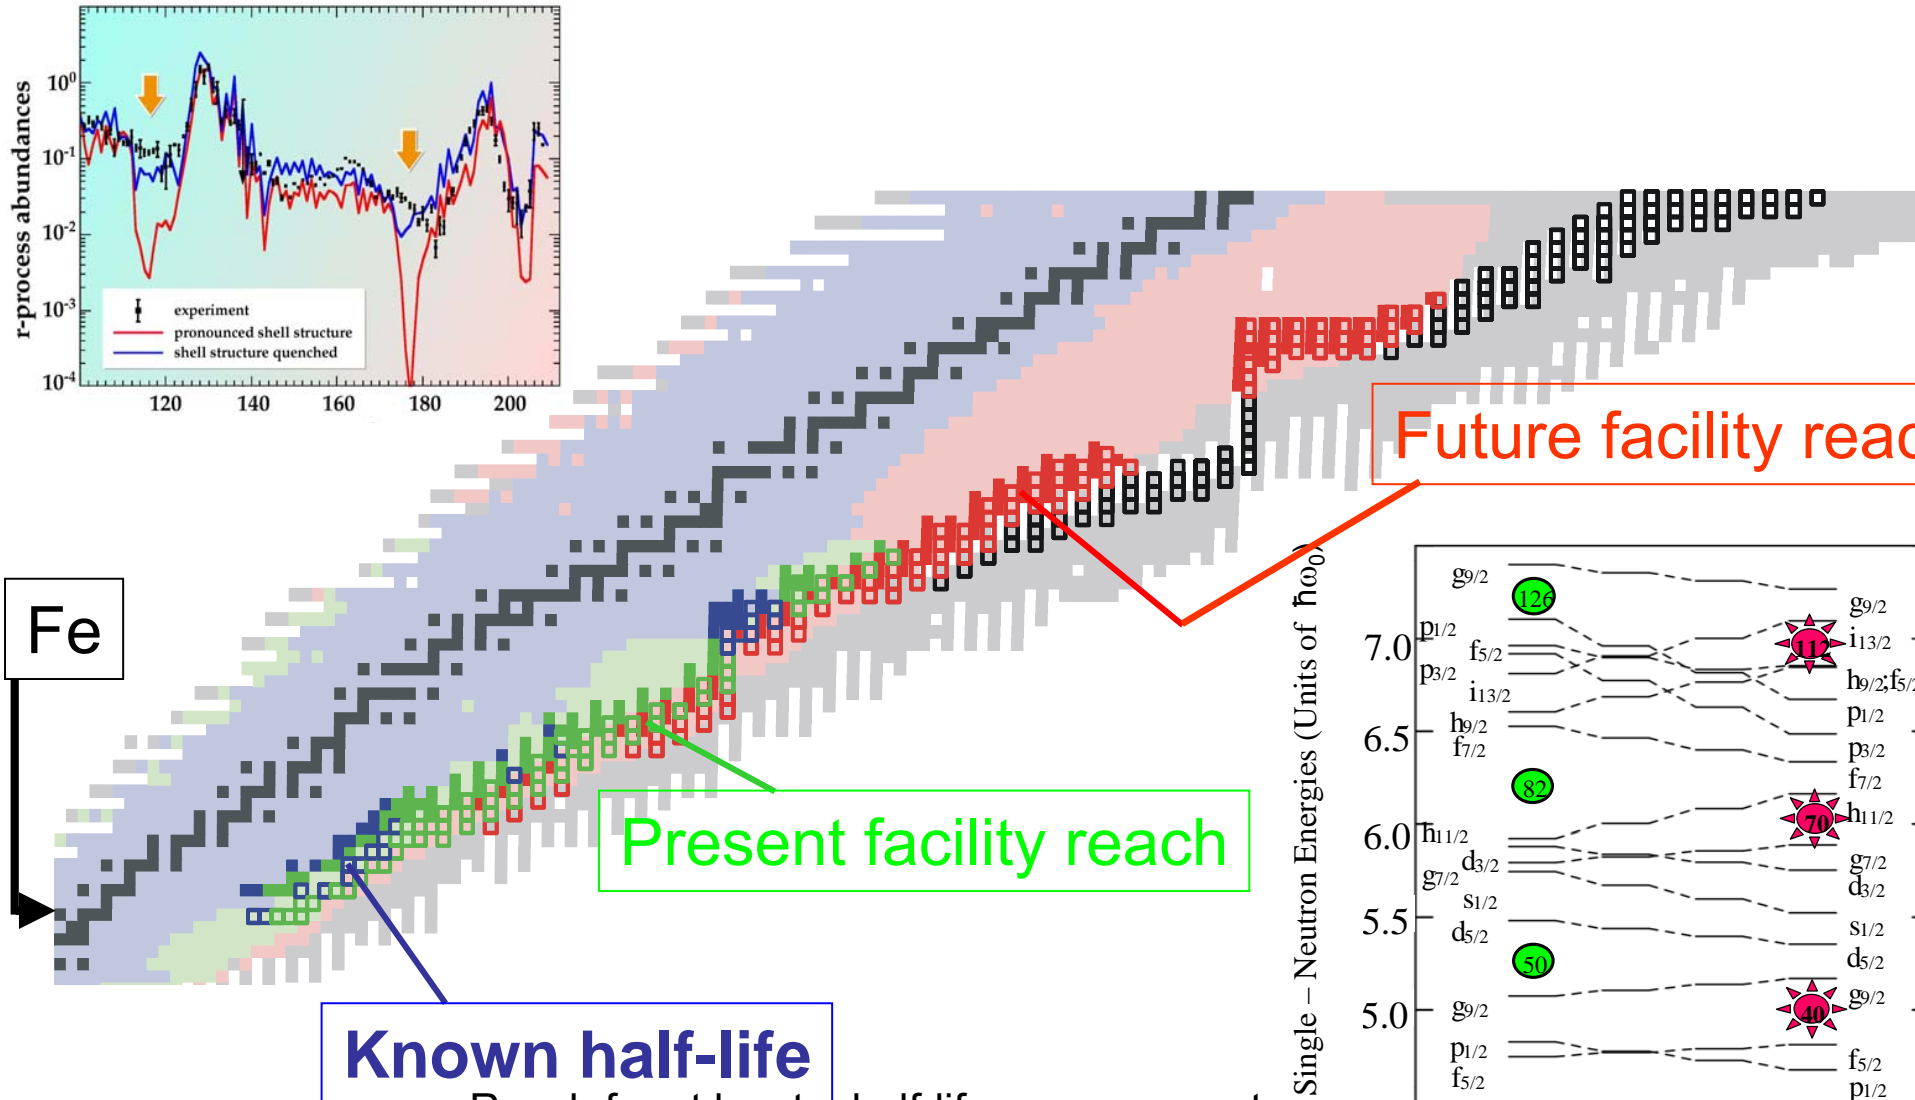 r-process abundances
10⁰
10⁻¹
10⁻²
10⁻³
10⁻⁴
experiment
pronounced shell structure
shell structure quenched
120 140 160 180 200
Fe
Future facility reac
Present facility reach
Known half-life
Single – Neutron Energies (Units of ħω₀)
7.0
6.5
6.0
5.5
5.0
g9/2
126
p1/2
f5/2
p3/2
i13/2
h9/2
f7/2
82
h11/2
d3/2
g7/2
s1/2
d5/2
50
g9/2
p1/2
f5/2
g9/2
112
i13/2
h9/2;f5/2
p1/2
p3/2
f7/2
70
h11/2
g7/2
d3/2
s1/2
d5/2
40
g9/2
f5/2
p1/2